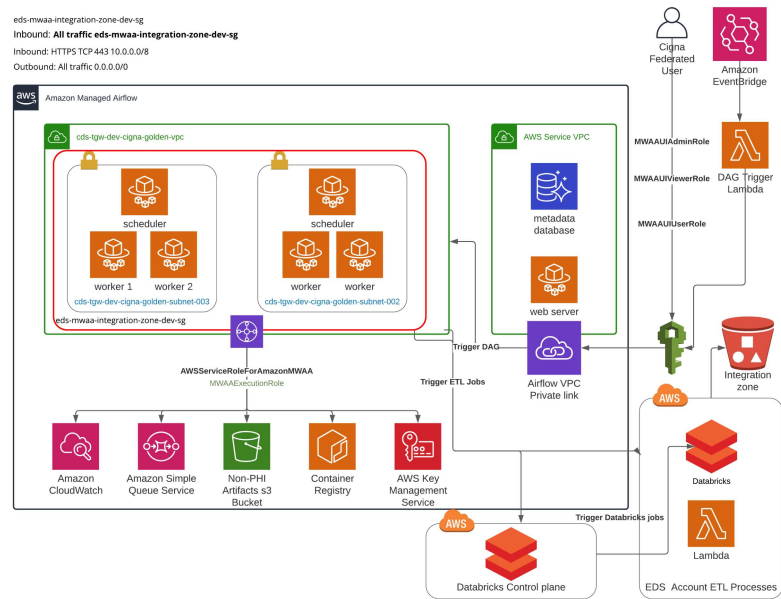 eds-mwaa-integration-zone-dev-sg
Inbound: All traffic eds-mwaa-integration-zone-dev-sg
Inbound: HTTPS TCP 443 10.0.0.0/8
Outbound: All traffic 0.0.0.0/0
Cigna
Federated
User
Amazon
EventBridge
aws
Amazon Managed Airflow
cds-tgw-dev-cigna-golden-vpc
AWS Service VPC
scheduler
worker 1
worker 2
cds-tgw-dev-cigna-golden-subnet-003
scheduler
worker
worker
cds-tgw-dev-cigna-golden-subnet-002
eds-mwaa-integration-zone-dev-sg
metadata
database
web server
Airflow VPC
Private link
MWAAUIAdminRole
MWAAUIViewerRole
MWAAUIUserRole
DAG Trigger
Lambda
Trigger DAG
Trigger ETL Jobs
AWSServiceRoleForAmazonMWAA
MWAAExecutionRole
Amazon
CloudWatch
Amazon Simple
Queue Service
Non-PHI
Artifacts s3
Bucket
Container
Registry
AWS Key
Management
Service
Integration
zone
AWS
Databricks
Lambda
EDS Account ETL Processes
Trigger Databricks jobs
AWS
Databricks Control plane